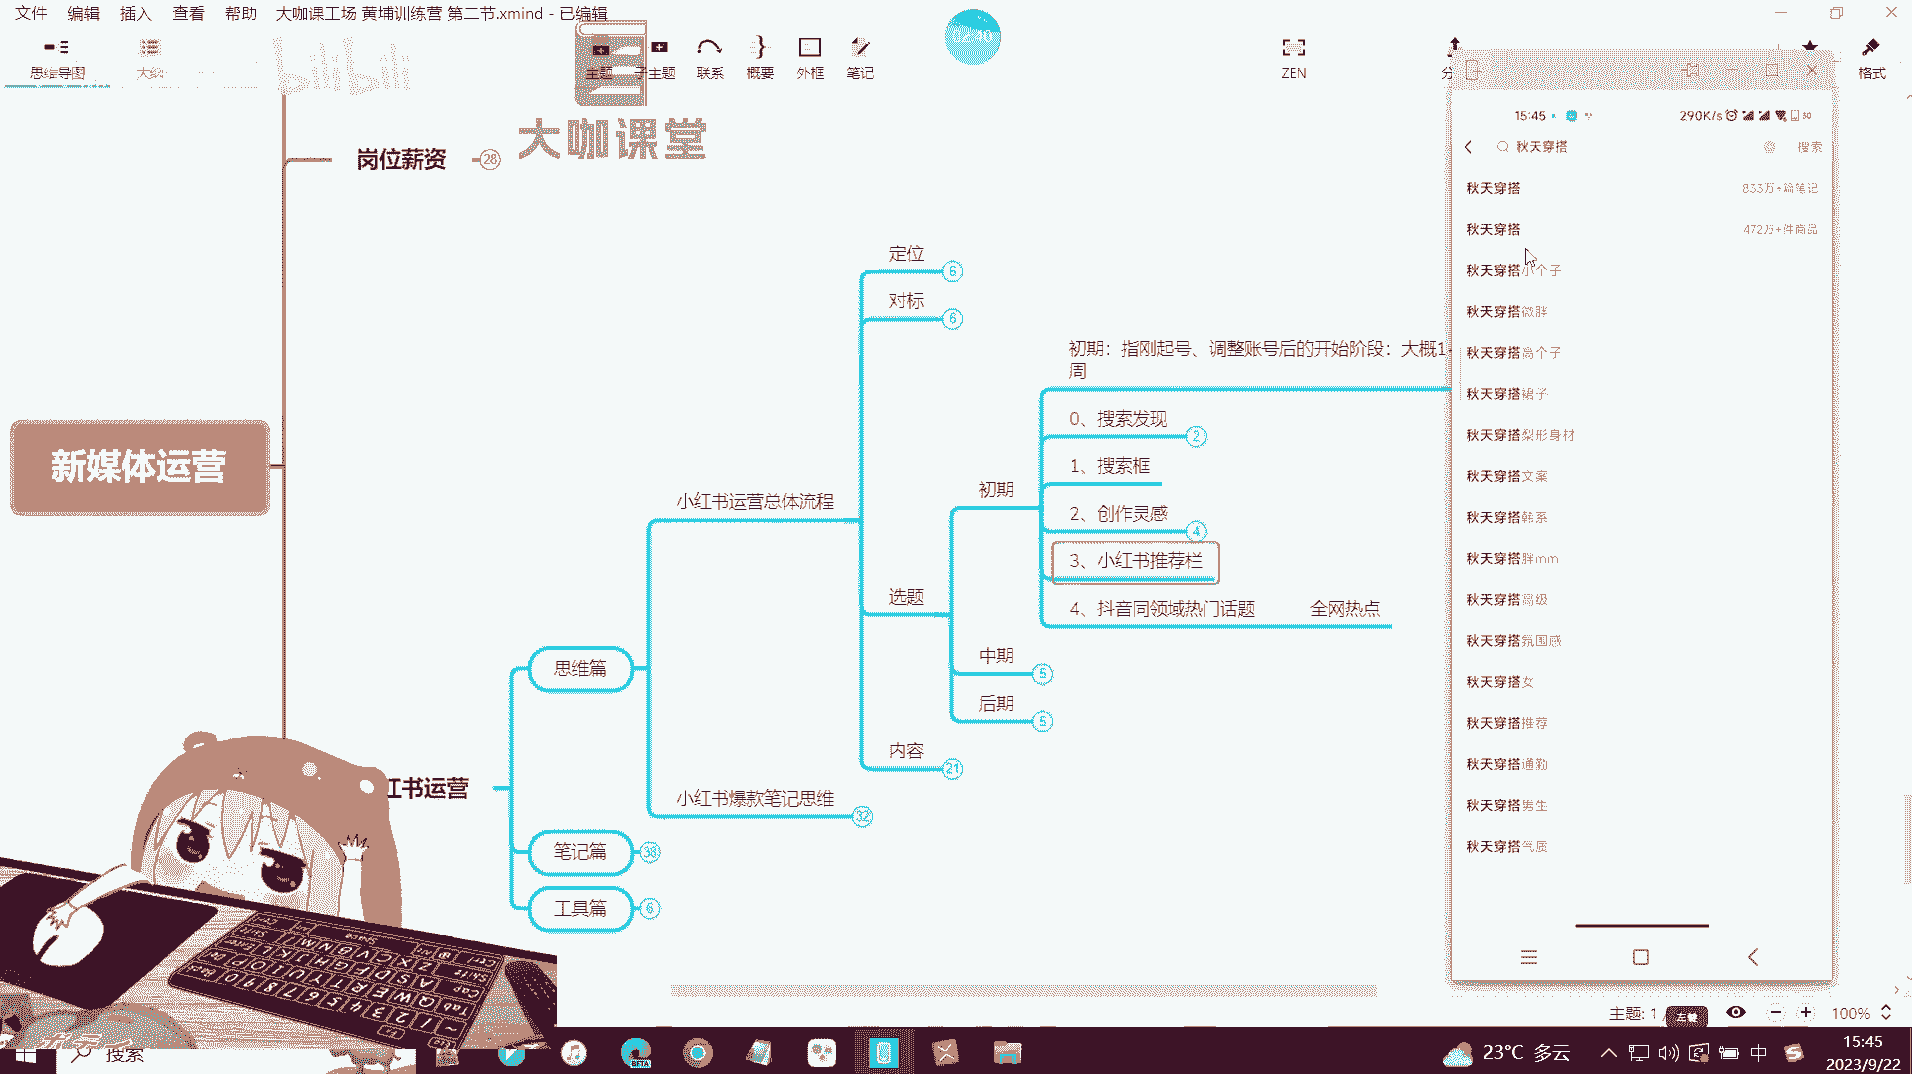 文件 编辑 插入 查看 帮助 大咖课工场 黄埔训练营 第二节.xmind - 已编辑
思维导图
大纲
bilibili
主题
子主题
联系
概要
外框
笔记
ZEN
格式
大咖课堂
岗位薪资
28
新媒体运营
定位
6
对标
6
初期：指刚起号、调整账号后的开始阶段：大概1
周
0、搜索发现
2
1、搜索框
初期
2、创作灵感
4
小红书运营总体流程
3、小红书推荐栏
选题
4、抖音同领域热门话题
全网热点
思维篇
中期
5
后期
5
内容
21
红书运营
小红书爆款笔记思维
32
笔记篇
38
工具篇
6
15:45
290K/s
秋天穿搭
搜索
秋天穿搭 833万+篇笔记
秋天穿搭 472万+件商品
秋天穿搭小个子
秋天穿搭微胖
秋天穿搭高个子
秋天穿搭裙子
秋天穿搭梨形身材
秋天穿搭文案
秋天穿搭韩系
秋天穿搭胖mm
秋天穿搭高级
秋天穿搭氛围感
秋天穿搭女
秋天穿搭推荐
秋天穿搭通勤
秋天穿搭男生
秋天穿搭气质
主题: 1 /
左键
100%
搜索
BETA
23°C 多云
中
15:45
2023/9/22